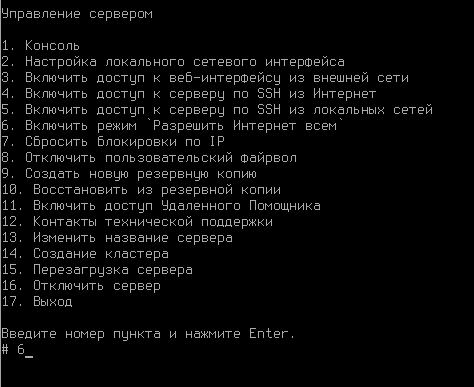 Управление сервером
1. Консоль
2. Настройка локального сетевого интерфейса
3. Включить доступ к веб-интерфейсу из внешней сети
4. Включить доступ к серверу по SSH из Интернет
5. Включить доступ к серверу по SSH из локальных сетей
6. Включить режим `Разрешить Интернет всем`
7. Сбросить блокировки по IP
8. Отключить пользовательский файрвол
9. Создать новую резервную копию
10. Восстановить из резервной копии
11. Включить доступ Удаленного Помощника
12. Контакты технической поддержки
13. Изменить название сервера
14. Создание кластера
15. Перезагрузка сервера
16. Отключить сервер
17. Выход
Введите номер пункта и нажмите Enter.
# 6_